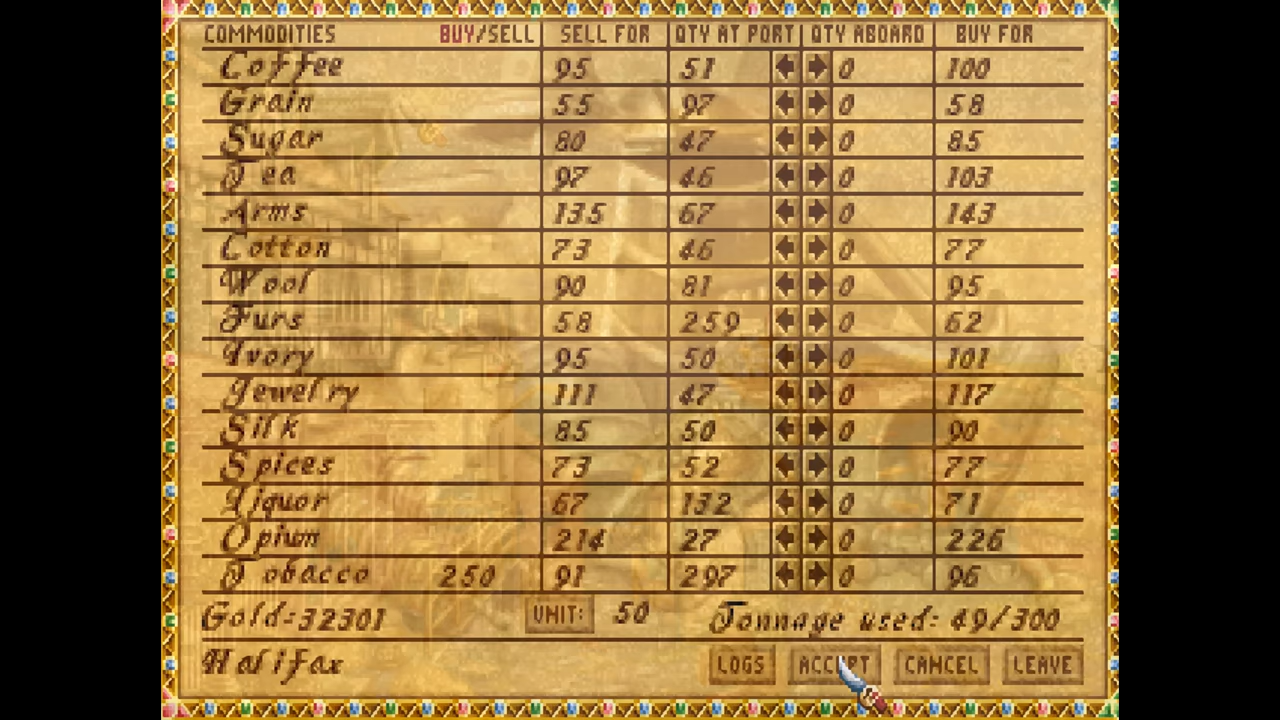 COMMODITIES BUY/SELL SELL FOR QTY AT PORT QTY ABOARD BUY FOR
Coffee 95 51 0 100
Grain 55 97 0 58
Sugar 80 47 0 85
Tea 97 46 0 103
Arms 135 67 0 143
Cotton 73 46 0 77
Wool 90 81 0 95
Furs 58 259 0 62
Ivory 95 50 0 101
Jewelry 111 47 0 117
Silk 85 50 0 90
Spices 73 52 0 77
Liquor 67 132 0 71
Opium 214 27 0 226
Tobacco 250 91 297 0 96
Gold:32301 UNIT: 50 Tonnage used: 49/300
Halifax LOGS ACCEPT CANCEL LEAVE